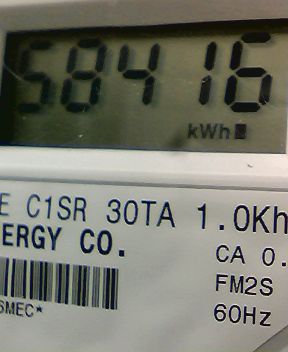 58416
kWh
E C1SR 30TA 1.0Kh
ERGY CO.
CA 0.
FM2S
60Hz
SMEC*